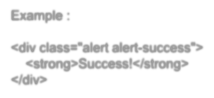 Example :
<div class="alert alert-success">
<strong>Success!</strong>
</div>